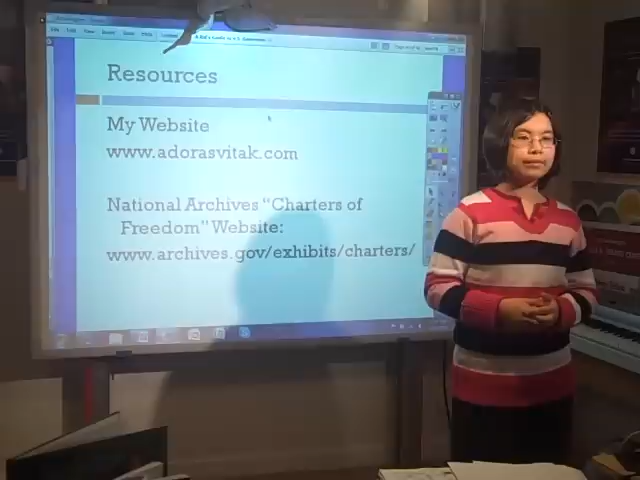 Resources
My Website
www.adorasvitak.com
National Archives "Charters of
Freedom" Website:
www.archives.gov/exhibits/charters/